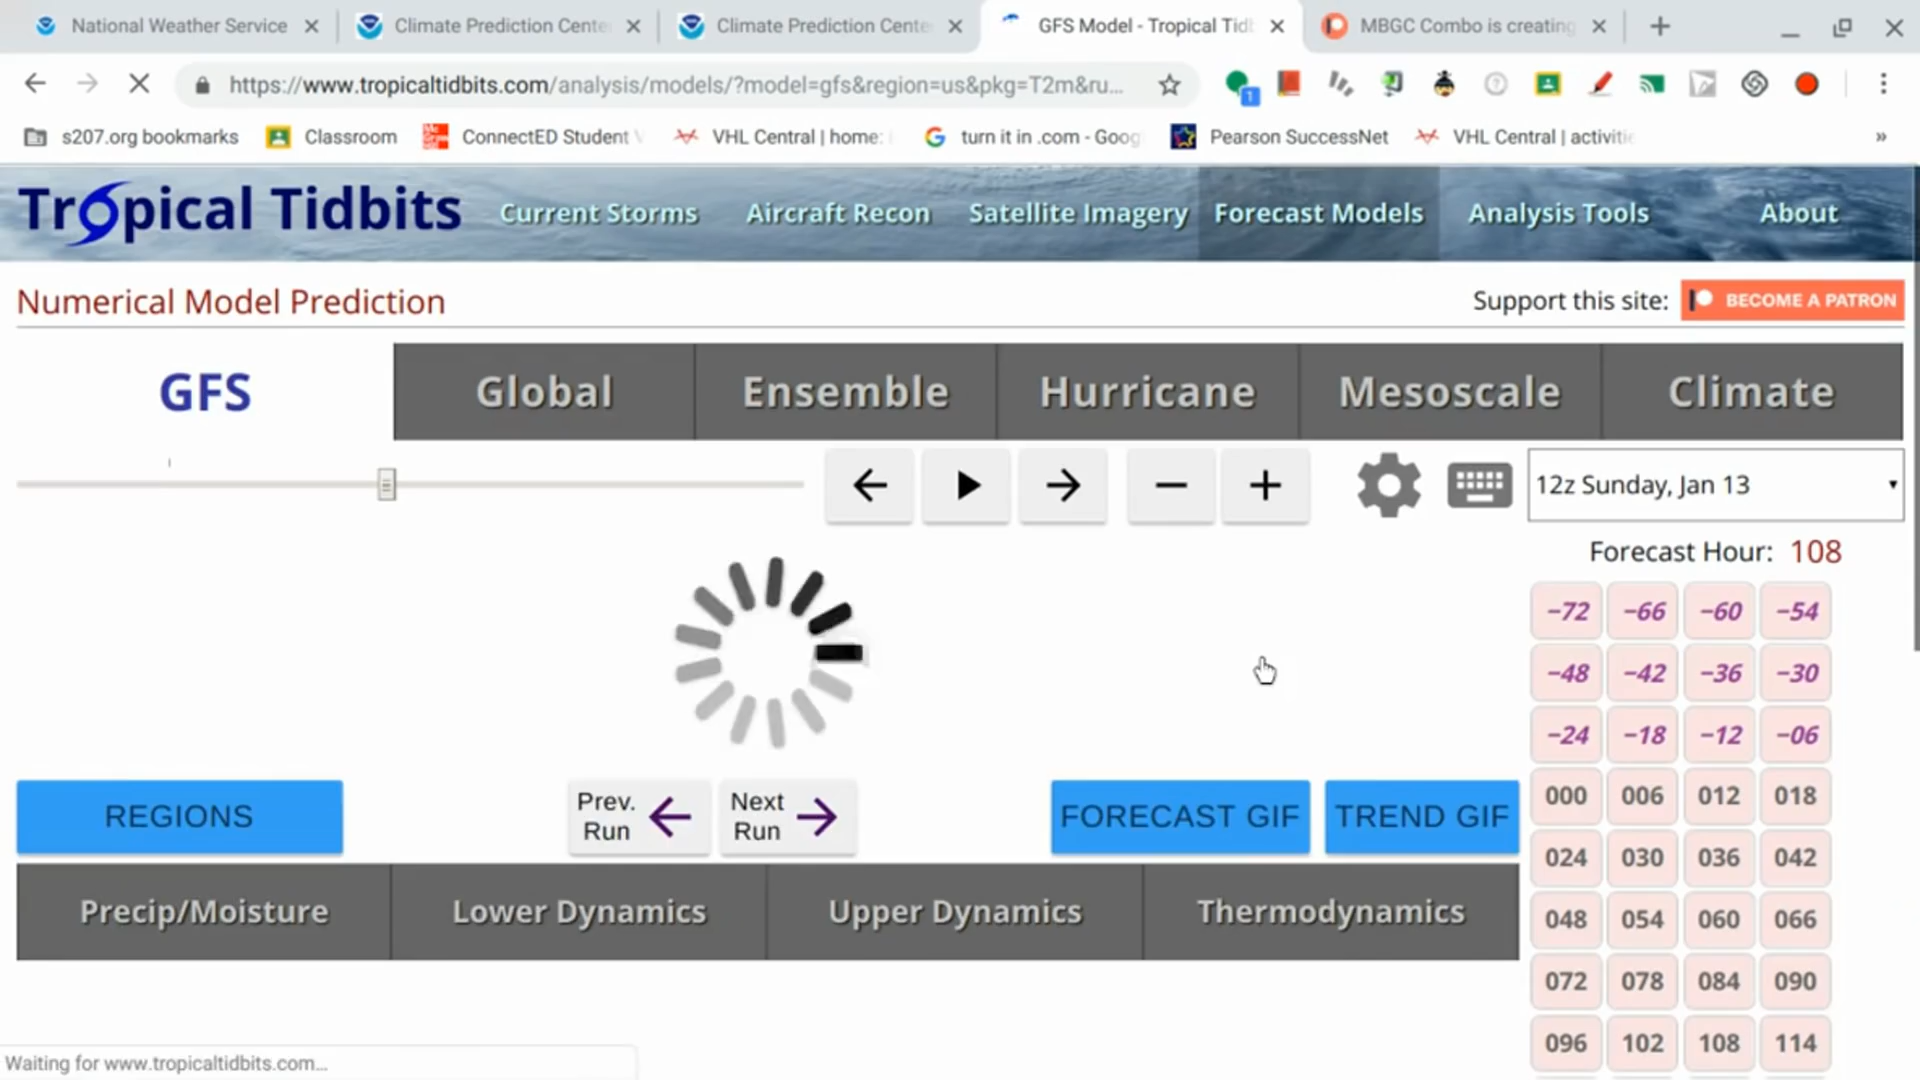 National Weather Service
Climate Prediction Cente
Climate Prediction Cente
GFS Model - Tropical Tidb
MBGC Combo is creating
https://www.tropicaltidbits.com/analysis/models/?model=gfs&region=us&pkg=T2m&ru...
1
s207.org bookmarks
Classroom
ConnectED Student
VHL Central | home:
turn it in .com - Goog
Pearson SuccessNet
VHL Central | activitie
»
Tropical Tidbits
Current Storms
Aircraft Recon
Satellite Imagery
Forecast Models
Analysis Tools
About
Numerical Model Prediction
Support this site:
BECOME A PATRON
GFS
Global
Ensemble
Hurricane
Mesoscale
Climate
12z Sunday, Jan 13
Forecast Hour: 108
-72 -66 -60 -54
-48 -42 -36 -30
-24 -18 -12 -06
000 006 012 018
024 030 036 042
048 054 060 066
072 078 084 090
096 102 108 114
REGIONS
Prev.
Run
Next
Run
FORECAST GIF
TREND GIF
Precip/Moisture
Lower Dynamics
Upper Dynamics
Thermodynamics
Waiting for www.tropicaltidbits.com...